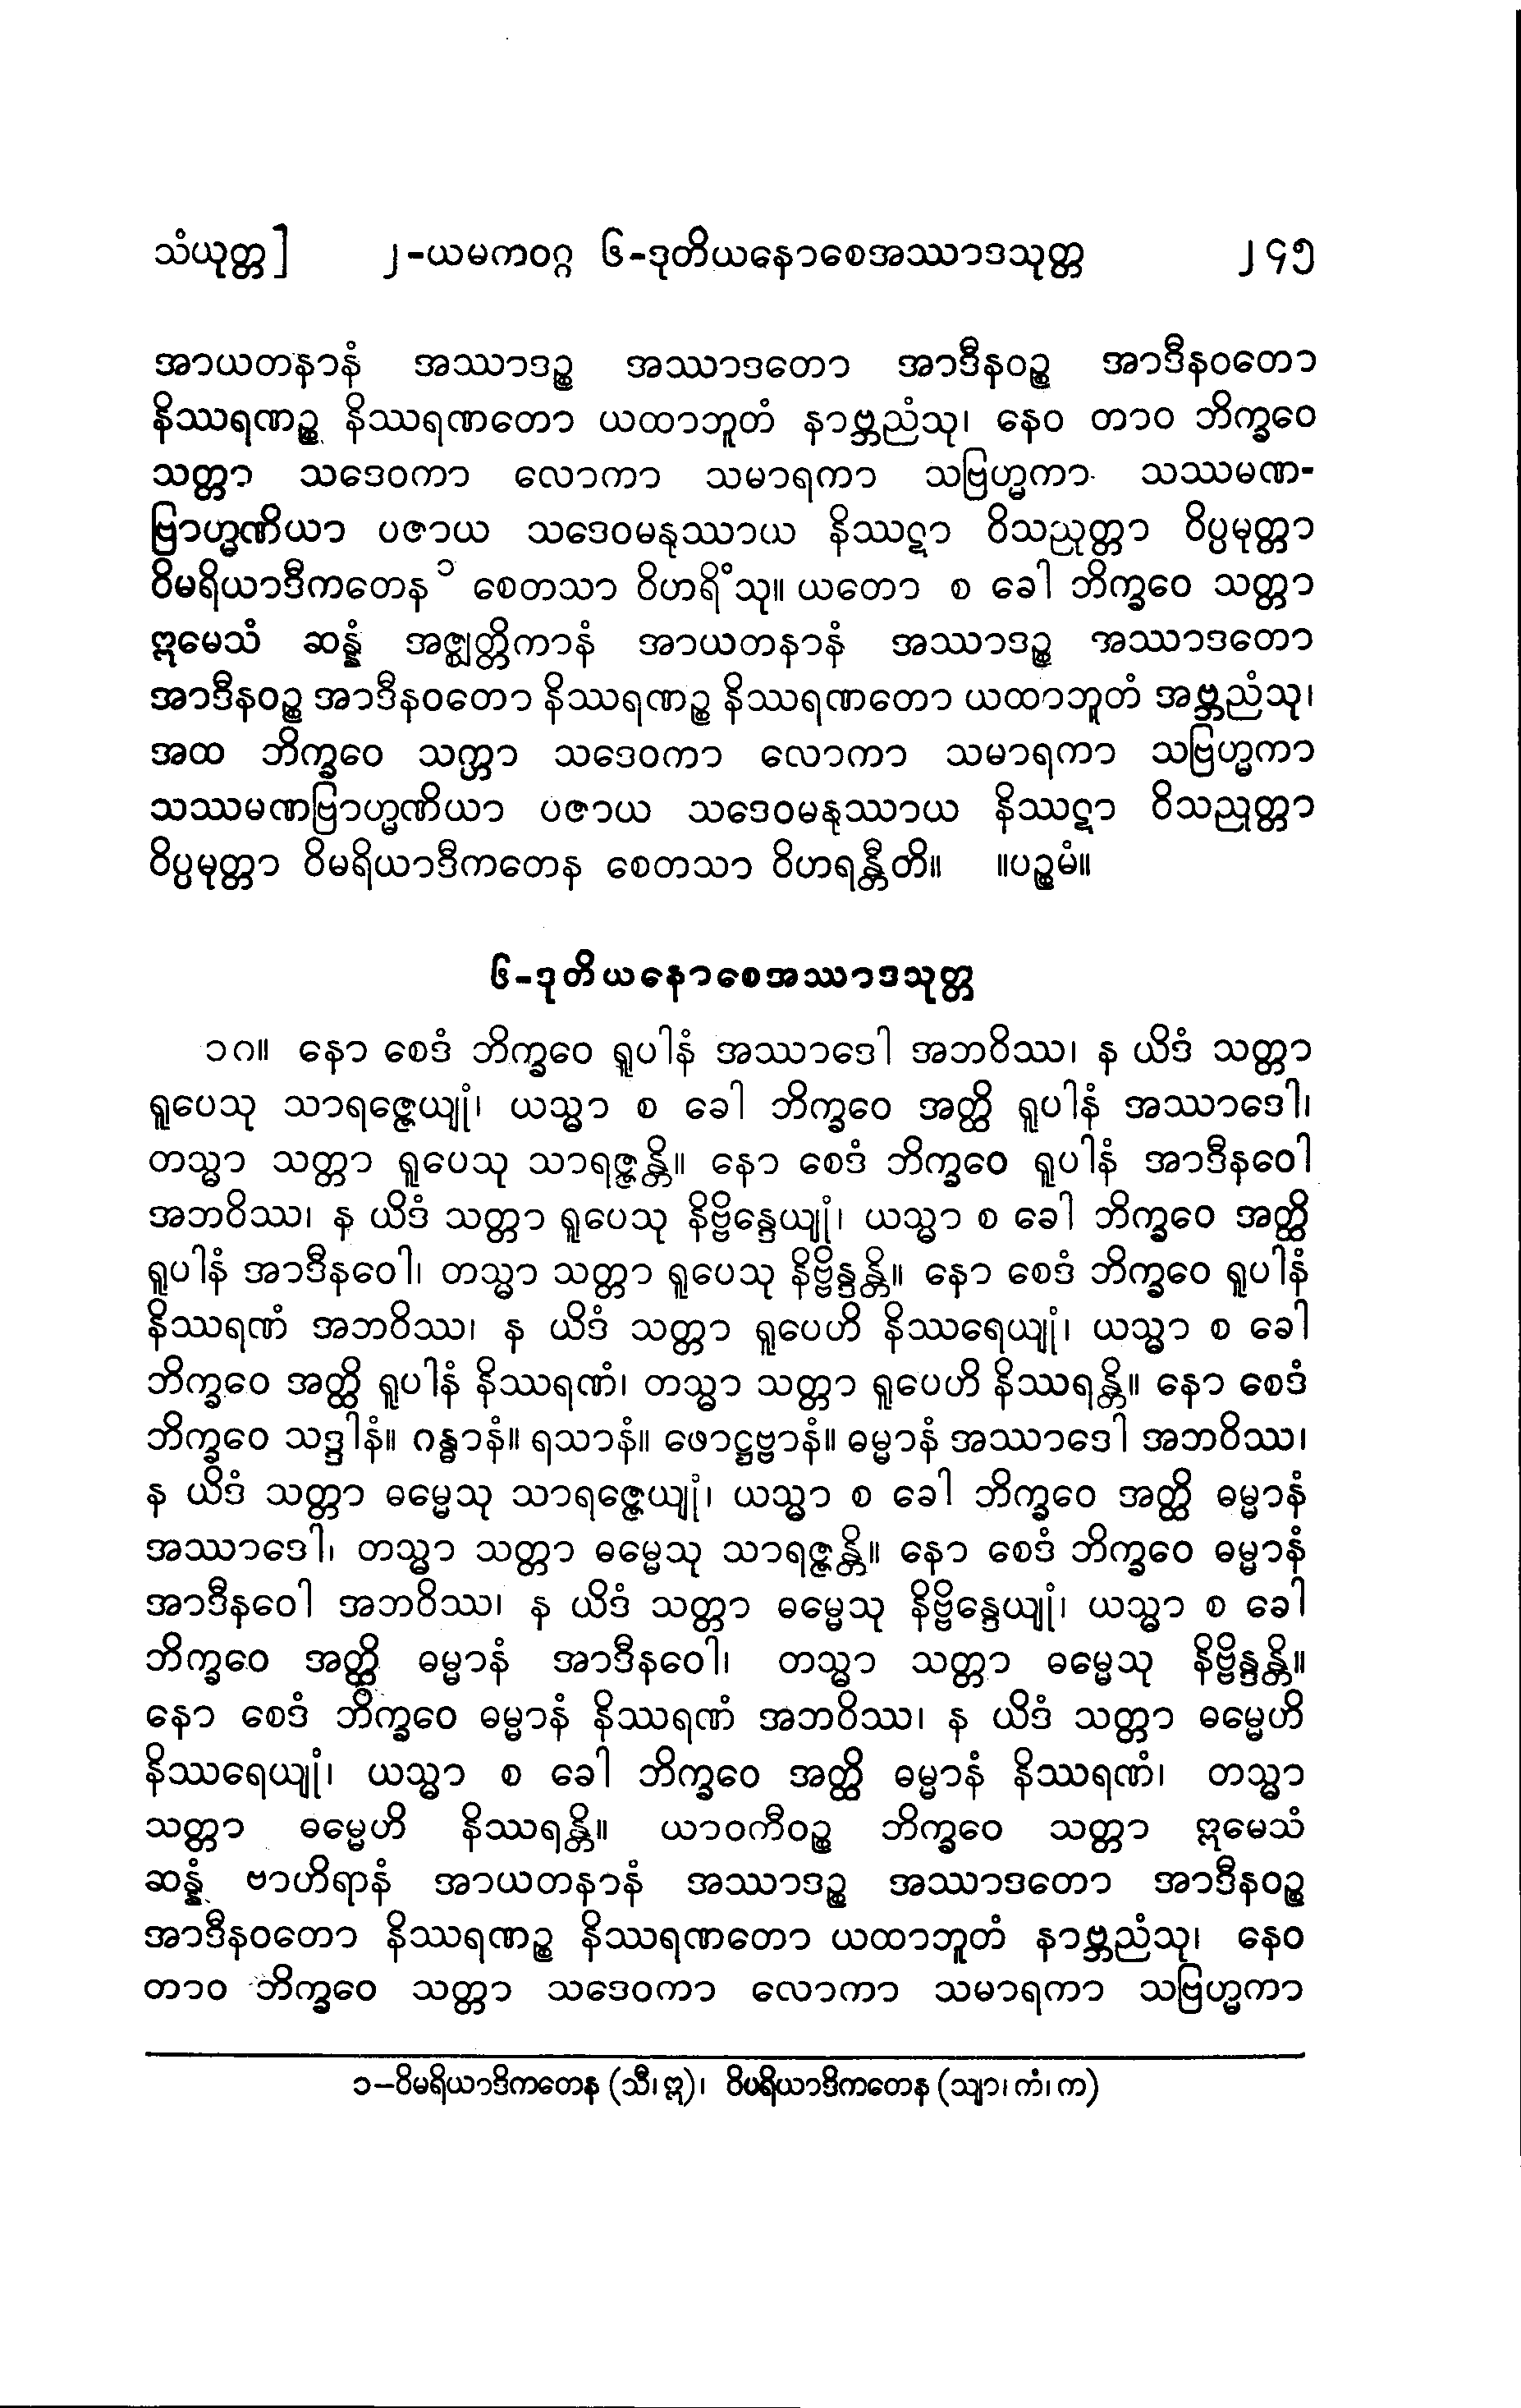 သံယုတ္တ] ၂-ယမကဝဂ္ဂ ၆-ဒုတိယနောစေအဿာဒသုတ္တ ၂၄၅
အာယတနာနံ အဿာဒဉ္စ အဿာဒတော အာဒီနဝဉ္စ အာဒီနဝတော
နိဿရဏဉ္စ နိဿရဏတော ယထာဘူတံ နာဗ္ဘညံသု၊ နေဝ တာဝ ဘိက္ခဝေ
သတ္တာ သဒေဝကာ လောကာ သမာရကာ သဗြဟ္မကာ သဿမဏ-
ဗြာဟ္မဏိယာ ပဇာယ သဒေဝမနုဿာယ နိဿဋာ ဝိသညုတ္တာ ဝိပ္ပမုတ္တာ
ဝိမရိယာဒီကတေန ၁ စေတသာ ဝိဟရိံသု။ ယတော စ ခေါ ဘိက္ခဝေ သတ္တာ
ဣမေသံ ဆန္နံ အဇ္ဈတ္တိကာနံ အာယတနာနံ အဿာဒဉ္စ အဿာဒတော
အာဒီနဝဉ္စ အာဒီနဝတော နိဿရဏဉ္စ နိဿရဏတော ယထာဘူတံ အဗ္ဘညံသု၊
အထ ဘိက္ခဝေ သတ္တာ သဒေဝကာ လောကာ သမာရကာ သဗြဟ္မကာ
သဿမဏဗြာဟ္မဏိယာ ပဇာယ သဒေဝမနုဿာယ နိဿဋာ ဝိသညုတ္တာ
ဝိပ္ပမုတ္တာ ဝိမရိယာဒီကတေန စေတသာ ဝိဟရန္တီတိ။ ။ပဉ္စမံ။
၆-ဒုတိယနောစေအဿာဒသုတ္တ
၁၈။ နော စေဒံ ဘိက္ခဝေ ရူပါနံ အဿာဒေါ အဘဝိဿ၊ န ယိဒံ သတ္တာ
ရူပေသု သာရဇ္ဇေယျုံ၊ ယသ္မာ စ ခေါ ဘိက္ခဝေ အတ္ထိ ရူပါနံ အဿာဒေါ၊
တသ္မာ သတ္တာ ရူပေသု သာရဇ္ဇန္တိ။ နော စေဒံ ဘိက္ခဝေ ရူပါနံ အာဒီနဝေါ
အဘဝိဿ၊ န ယိဒံ သတ္တာ ရူပေသု နိဗ္ဗိန္ဒေယျုံ၊ ယသ္မာ စ ခေါ ဘိက္ခဝေ အတ္ထိ
ရူပါနံ အာဒီနဝေါ၊ တသ္မာ သတ္တာ ရူပေသု နိဗ္ဗိန္ဒန္တိ။ နော စေဒံ ဘိက္ခဝေ ရူပါနံ
နိဿရဏံ အဘဝိဿ၊ န ယိဒံ သတ္တာ ရူပေဟိ နိဿရေယျုံ၊ ယသ္မာ စ ခေါ
ဘိက္ခဝေ အတ္ထိ ရူပါနံ နိဿရဏံ၊ တသ္မာ သတ္တာ ရူပေဟိ နိဿရန္တိ။ နော စေဒံ
ဘိက္ခဝေ သဒ္ဒါနံ။ ဂန္ဓာနံ။ ရသာနံ။ ဖောဋ္ဌဗ္ဗာနံ။ ဓမ္မာနံ အဿာဒေါ အဘဝိဿ၊
န ယိဒံ သတ္တာ ဓမ္မေသု သာရဇ္ဇေယျုံ၊ ယသ္မာ စ ခေါ ဘိက္ခဝေ အတ္ထိ ဓမ္မာနံ
အဿာဒေါ၊ တသ္မာ သတ္တာ ဓမ္မေသု သာရဇ္ဇန္တိ။ နော စေဒံ ဘိက္ခဝေ ဓမ္မာနံ
အာဒီနဝေါ အဘဝိဿ၊ န ယိဒံ သတ္တာ ဓမ္မေသု နိဗ္ဗိန္ဒေယျုံ၊ ယသ္မာ စ ခေါ
ဘိက္ခဝေ အတ္ထိ ဓမ္မာနံ အာဒီနဝေါ၊ တသ္မာ သတ္တာ ဓမ္မေသု နိဗ္ဗိန္ဒန္တိ။
နော စေဒံ ဘိက္ခဝေ ဓမ္မာနံ နိဿရဏံ အဘဝိဿ၊ န ယိဒံ သတ္တာ ဓမ္မေဟိ
နိဿရေယျုံ၊ ယသ္မာ စ ခေါ ဘိက္ခဝေ အတ္ထိ ဓမ္မာနံ နိဿရဏံ၊ တသ္မာ
သတ္တာ ဓမ္မေဟိ နိဿရန္တိ။ ယာဝကီဝဉ္စ ဘိက္ခဝေ သတ္တာ ဣမေသံ
ဆန္နံ ဗာဟိရာနံ အာယတနာနံ အဿာဒဉ္စ အဿာဒတော အာဒီနဝဉ္စ
အာဒီနဝတော နိဿရဏဉ္စ နိဿရဏတော ယထာဘူတံ နာဗ္ဘညံသု၊ နေဝ
တာဝ ဘိက္ခဝေ သတ္တာ သဒေဝကာ လောကာ သမာရကာ သဗြဟ္မကာ
၁-ဝိမရိယာဒိကတေန (သီ၊ ဣ)၊ ဝိပရိယာဒိကတေန (သျာ၊ ကံ၊ က)